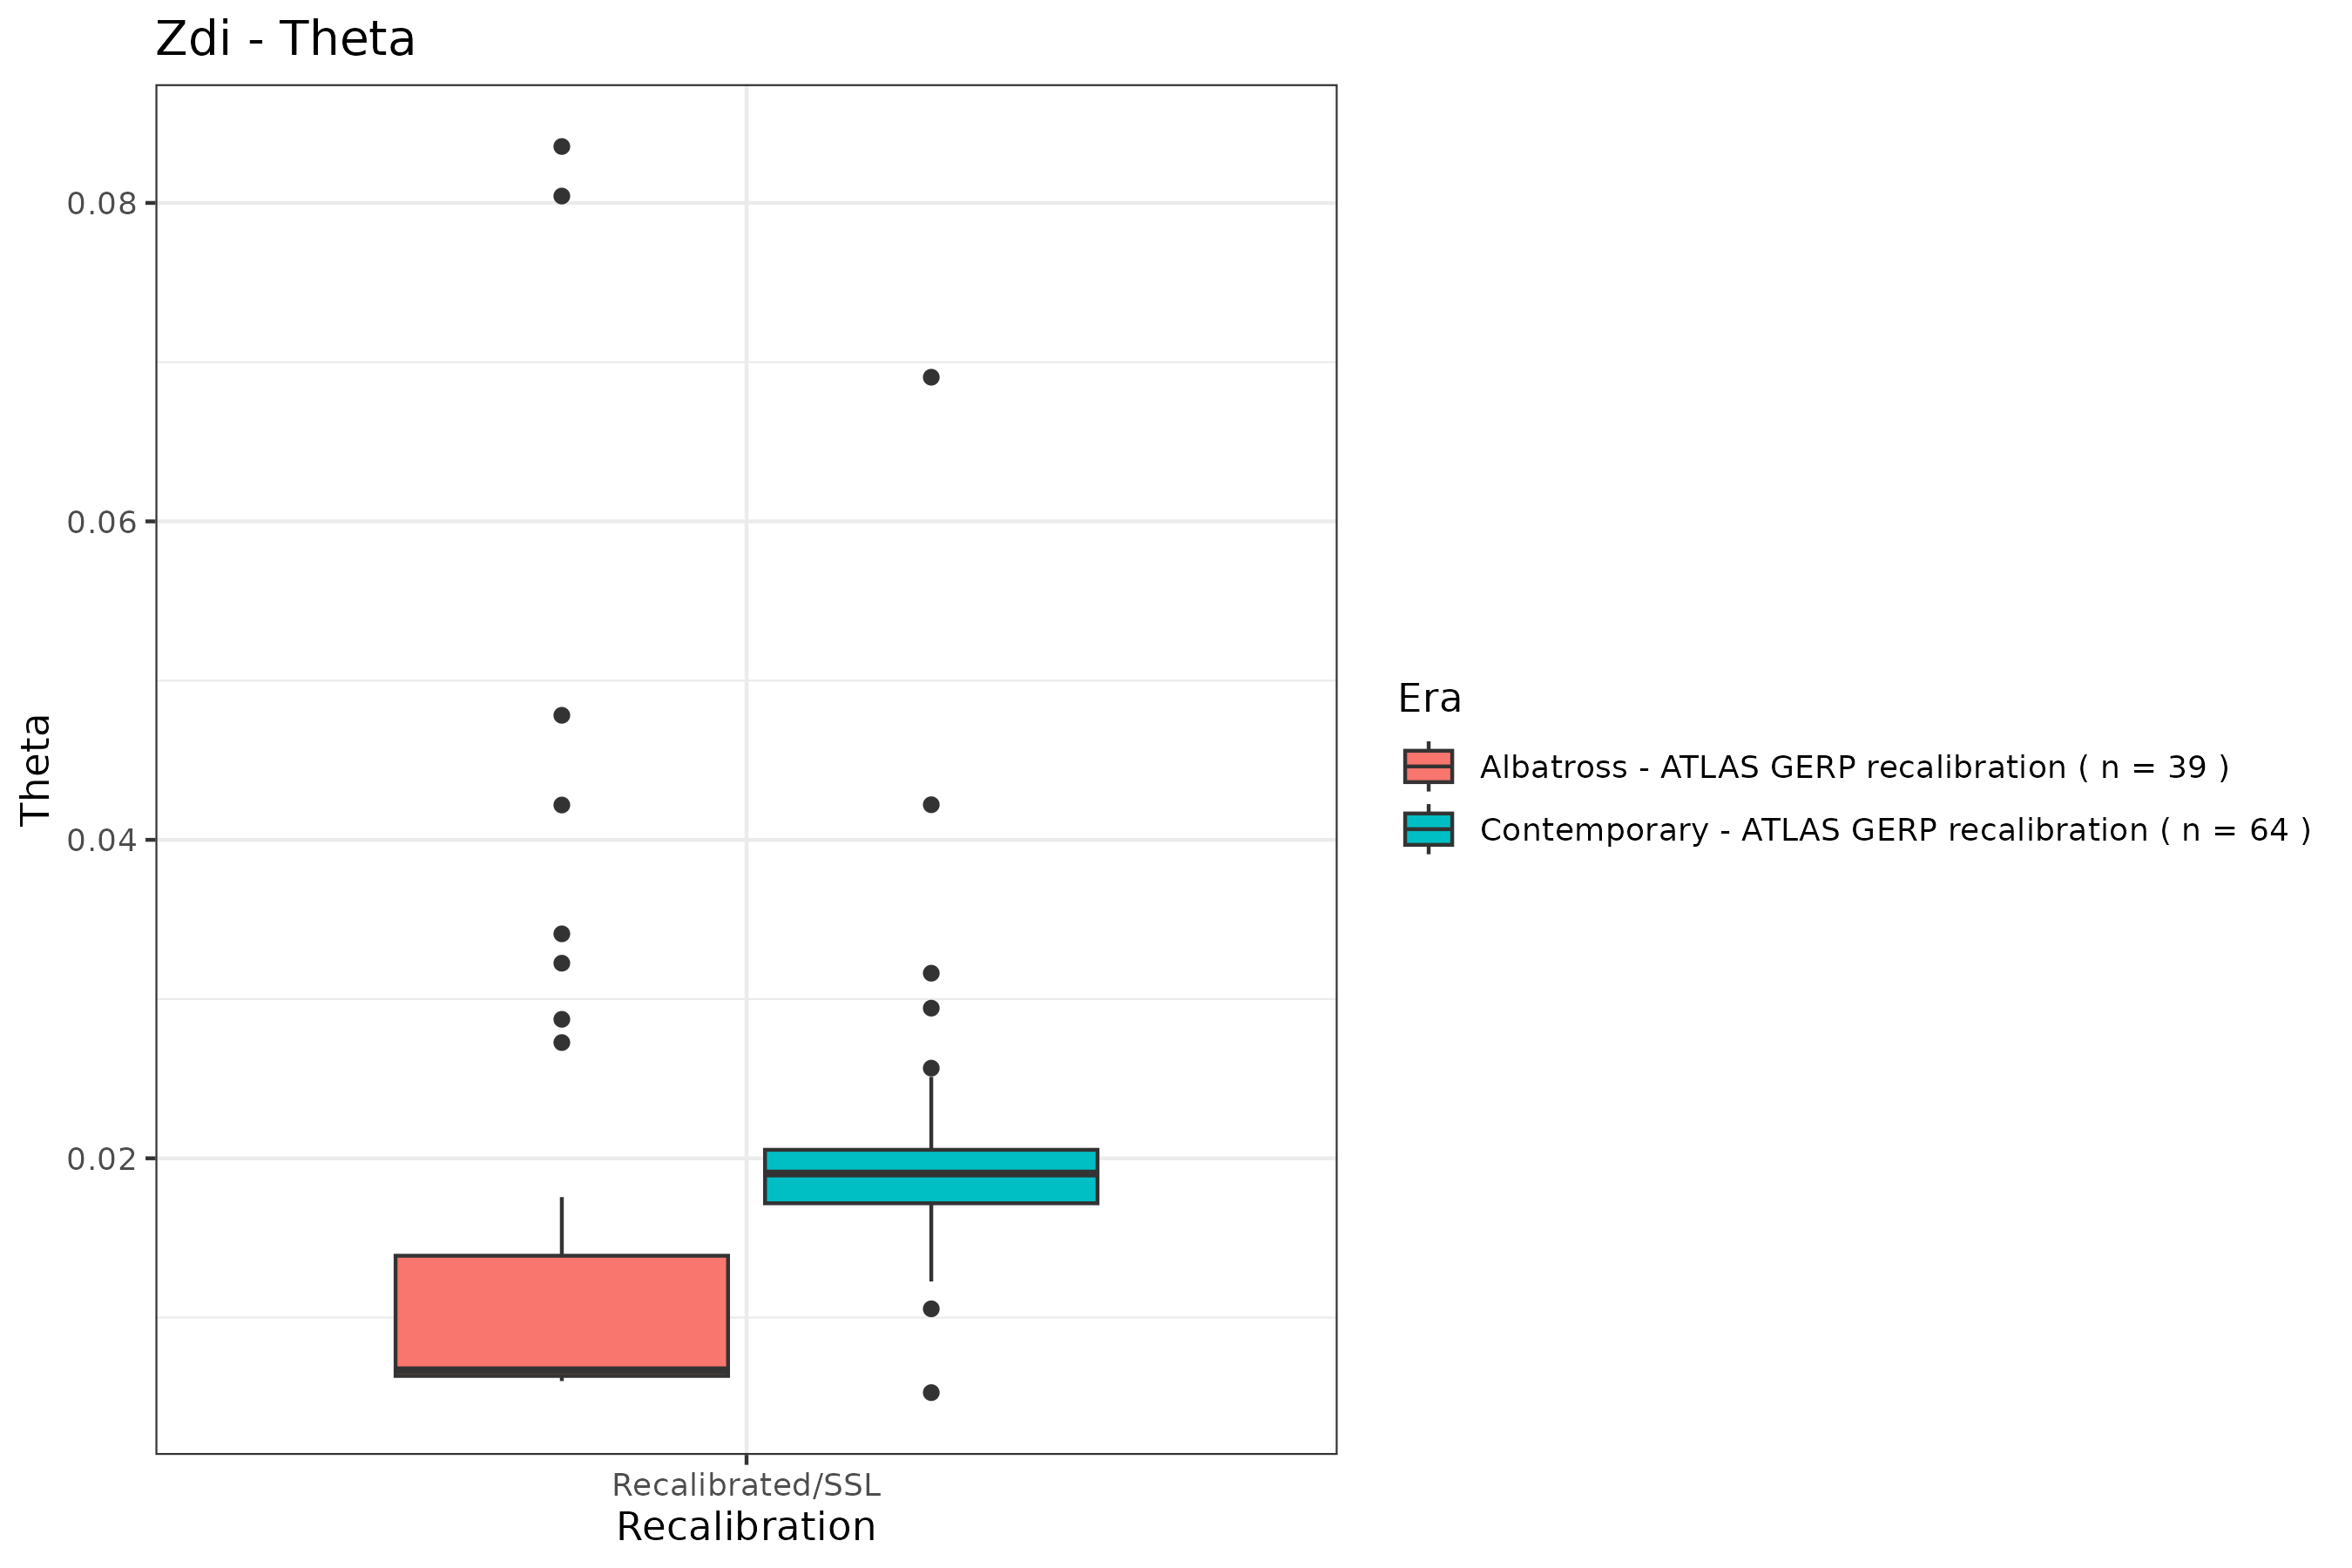 Zdi - Theta
0.08
0.06
0.04
0.02
Theta
Recalibrated/SSL
Recalibration
Era
Albatross - ATLAS GERP recalibration ( n = 39 )
Contemporary - ATLAS GERP recalibration ( n = 64 )